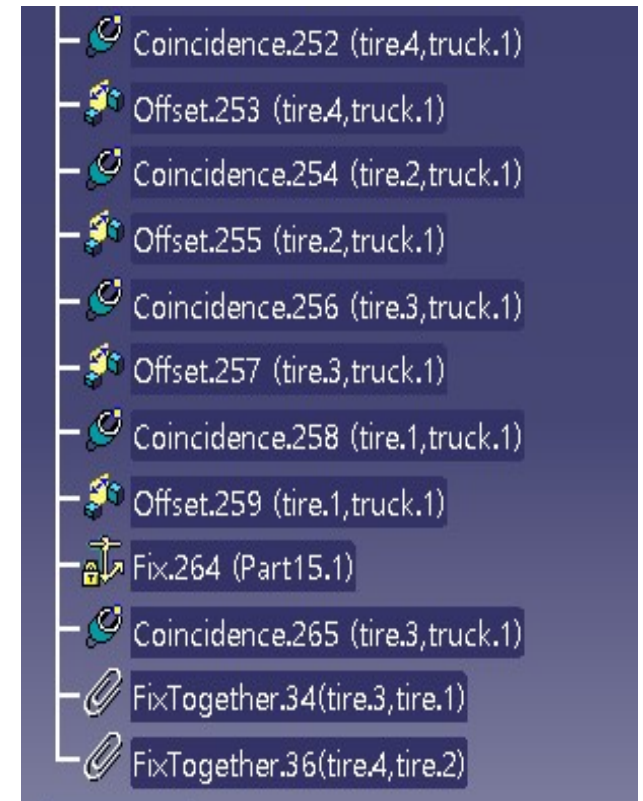 Coincidence.252 (tire.4,truck.1)
Offset.253 (tire.4,truck.1)
Coincidence.254 (tire.2,truck.1)
Offset.255 (tire.2,truck.1)
Coincidence.256 (tire.3,truck.1)
Offset.257 (tire.3,truck.1)
Coincidence.258 (tire.1,truck.1)
Offset.259 (tire.1,truck.1)
Fix.264 (Part15.1)
Coincidence.265 (tire.3,truck.1)
FixTogether.34(tire.3,tire.1)
FixTogether.36(tire.4,tire.2)